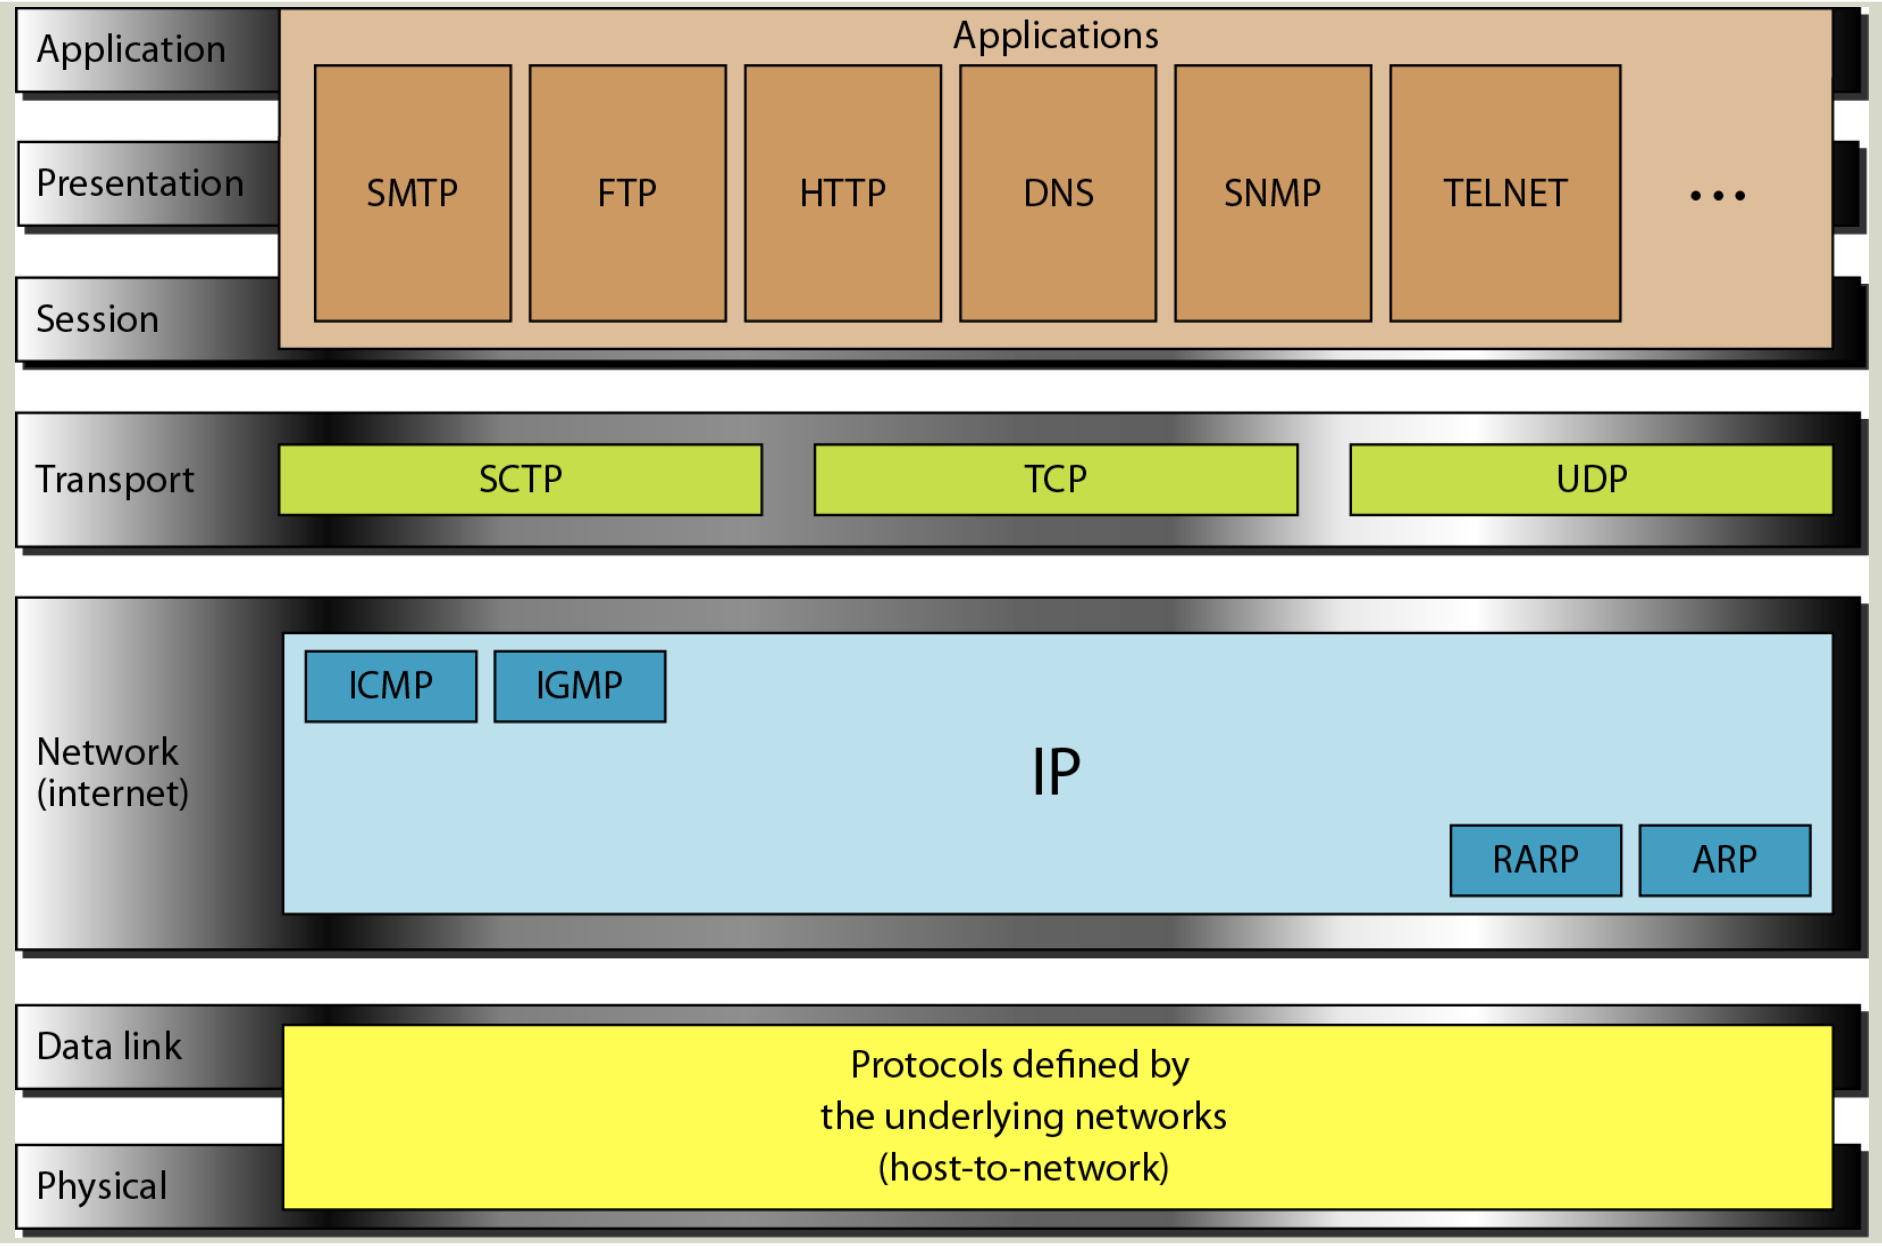 Application
Applications
Presentation
SMTP
FTP
HTTP
DNS
SNMP
TELNET
...
Session
Transport
SCTP
TCP
UDP
Network
(internet)
ICMP
IGMP
IP
RARP
ARP
Data link
Physical
Protocols defined by
the underlying networks
(host-to-network)